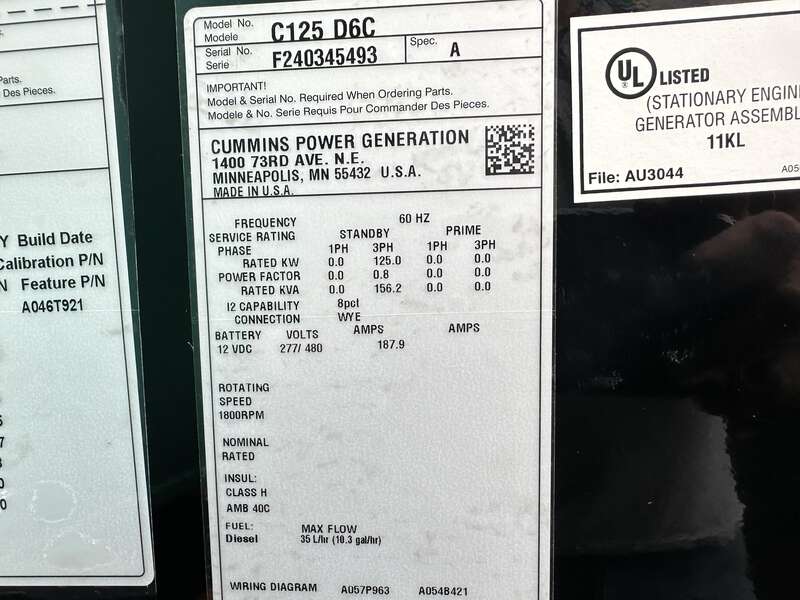 Parts.
Des Pieces.
Y Build Date
Calibration P/N
N Feature P/N
A046T921
Model No.
Modele
C125 D6C
Serial No.
Serie
F240345493
Spec.
A
IMPORTANT!
Model & Serial No. Required When Ordering Parts.
Modele & No. Serie Requis Pour Commander Des Pieces.
CUMMINS POWER GENERATION
1400 73RD AVE. N.E.
MINNEAPOLIS, MN 55432 U.S.A.
MADE IN U.S.A.
FREQUENCY 60 HZ
SERVICE RATING STANDBY PRIME
PHASE 1PH 3PH 1PH 3PH
RATED KW 0.0 125.0 0.0 0.0
POWER FACTOR 0.0 0.8 0.0 0.0
RATED KVA 0.0 156.2 0.0 0.0
I2 CAPABILITY 8pct
CONNECTION WYE
BATTERY VOLTS AMPS AMPS
12 VDC 277/ 480 187.9
ROTATING
SPEED
1800RPM
NOMINAL
RATED
INSUL:
CLASS H
AMB 40C
FUEL: MAX FLOW
Diesel 35 L/hr (10.3 gal/hr)
WIRING DIAGRAM A057P963 A054B421
UL LISTED
(STATIONARY ENGIN
GENERATOR ASSEMBL
11KL
File: AU3044
A05